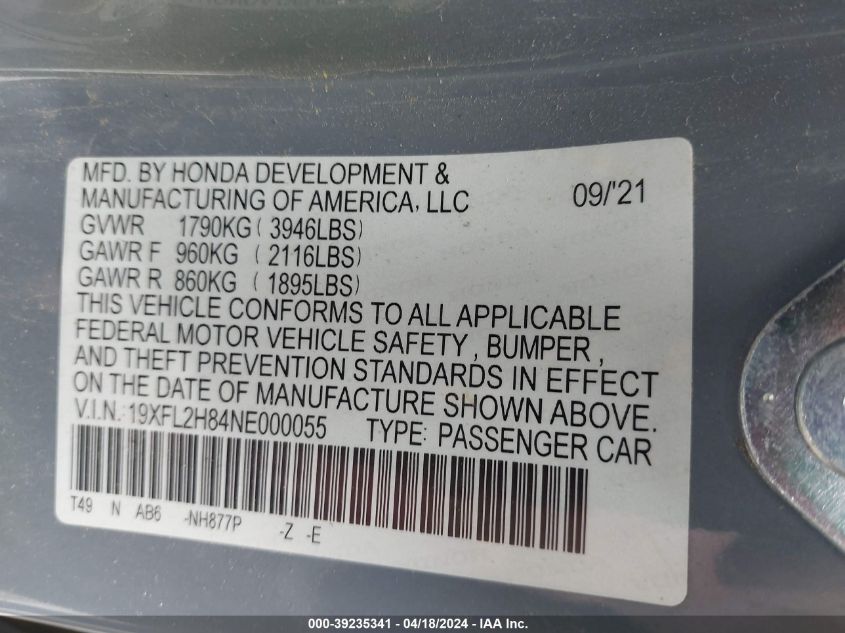 MFD. BY HONDA DEVELOPMENT &
MANUFACTURING OF AMERICA, LLC 09/'21
GVWR 1790KG ( 3946LBS)
GAWR F 960KG ( 2116LBS)
GAWR R 860KG ( 1895LBS)
THIS VEHICLE CONFORMS TO ALL APPLICABLE
FEDERAL MOTOR VEHICLE SAFETY , BUMPER ,
AND THEFT PREVENTION STANDARDS IN EFFECT
ON THE DATE OF MANUFACTURE SHOWN ABOVE.
V.I.N.: 19XFL2H84NE000055 TYPE: PASSENGER CAR
T49 N AB6 -NH877P -Z -E
000-39235341 - 04/18/2024 - IAA Inc.